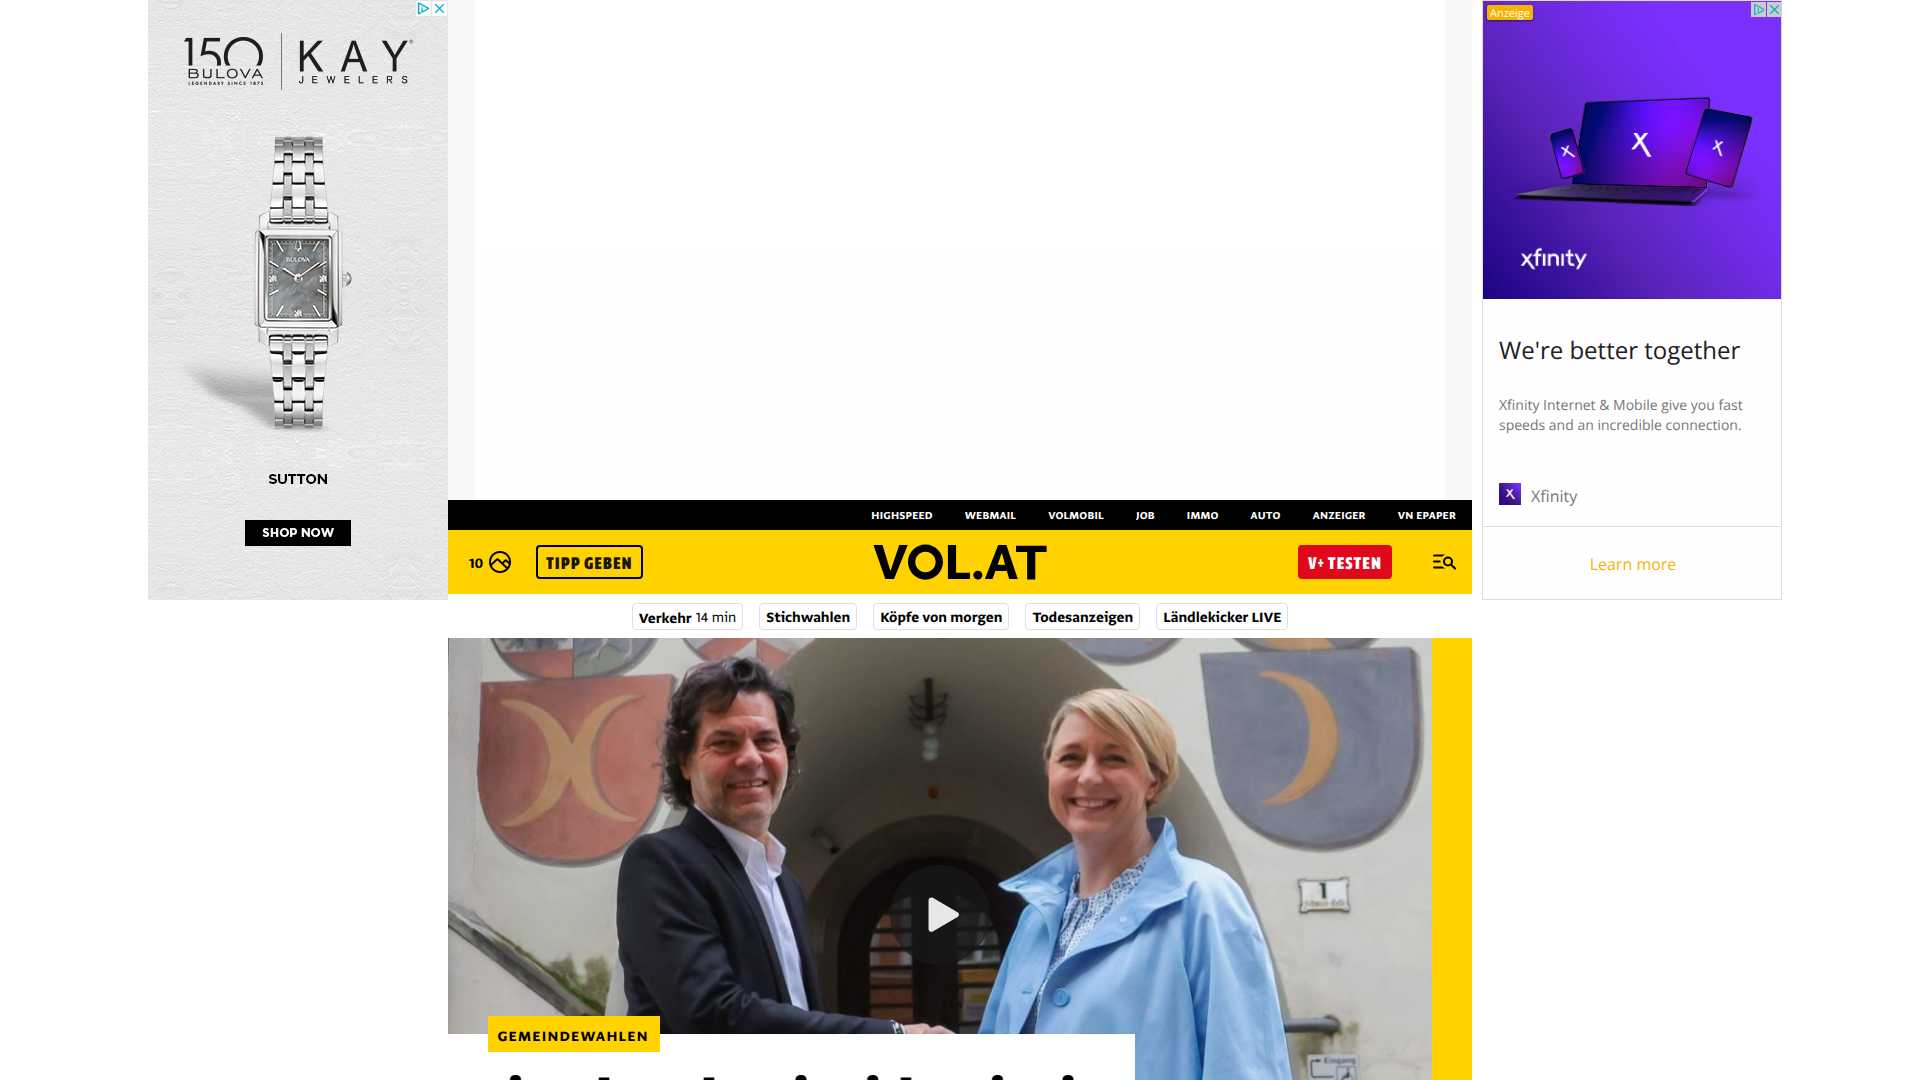 150 BULOVA LEGENDARY SINCE 1875
KAY JEWELERS
BULOVA
SUTTON
SHOP NOW
Anzeige
X
X
X
xfinity
We're better together
Xfinity Internet & Mobile give you fast
speeds and an incredible connection.
Xfinity
Learn more
HIGHSPEED WEBMAIL VOLMOBIL JOB IMMO AUTO ANZEIGER VN EPAPER
10
TIPP GEBEN
VOL.AT
V+ TESTEN
Verkehr 14 min
Stichwahlen
Köpfe von morgen
Todesanzeigen
Ländlekicker LIVE
1
Eingang
GEMEINDEWAHLEN